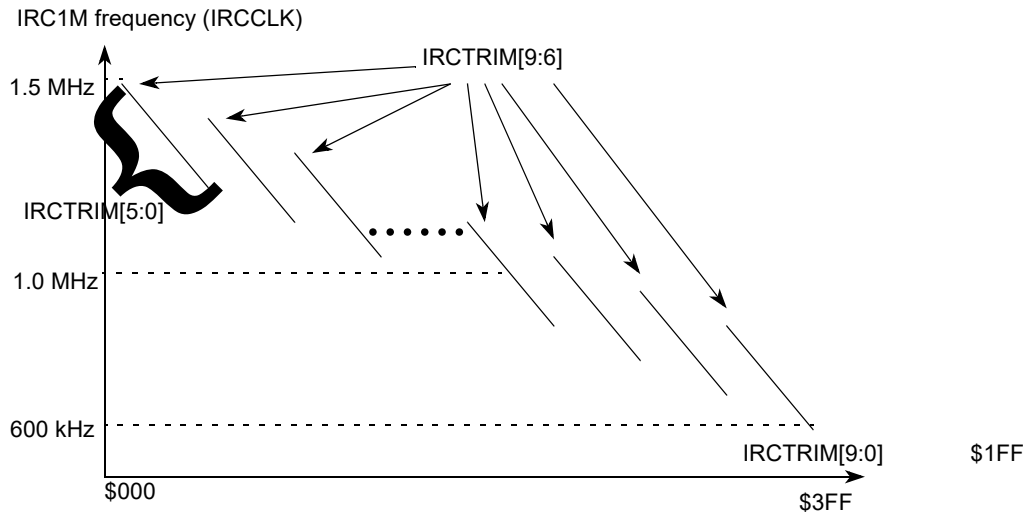 IRC1M frequency (IRCCLK)
IRCTRIM[9:6]
1.5 MHz
IRCTRIM[5:0]
1.0 MHz
600 kHz
IRCTRIM[9:0]
$1FF
$000
$3FF